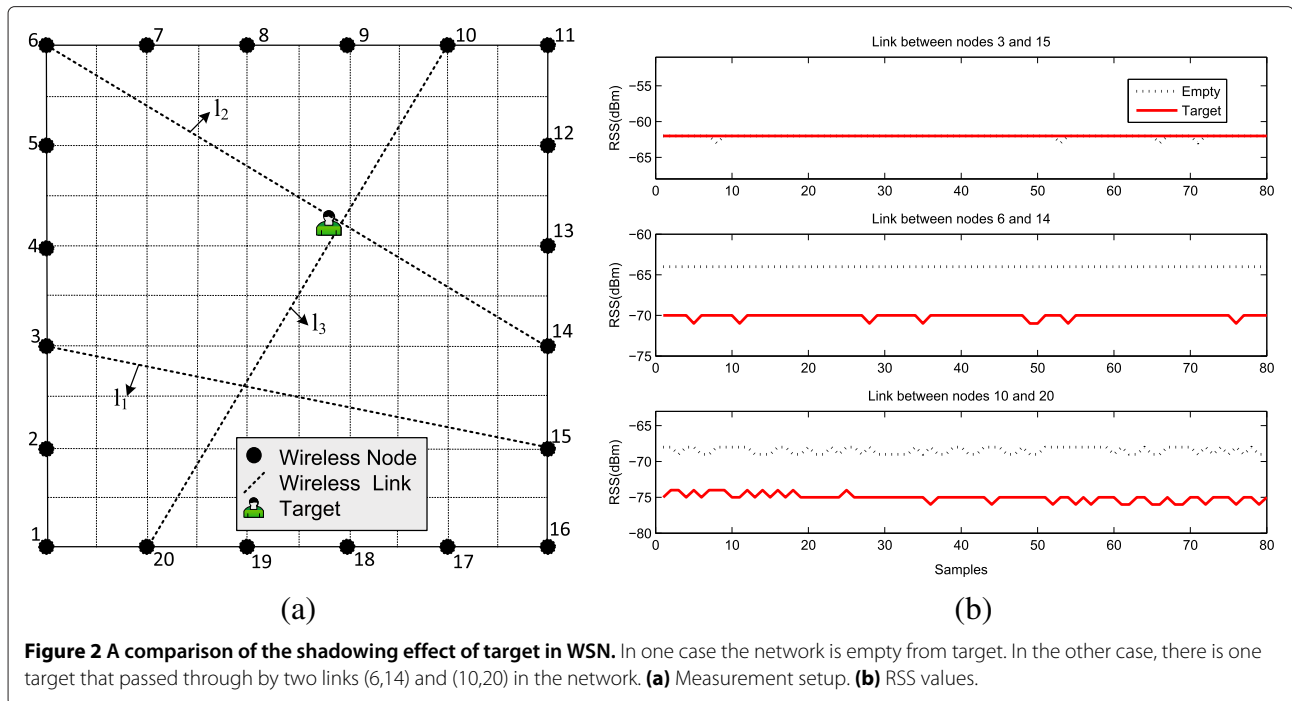 6
7
8
9
10
11
5
12
4
13
3
14
2
15
1
20
19
18
17
16
l2
l3
l1
Wireless Node
Wireless Link
Target
(a)
Link between nodes 3 and 15
RSS(dBm)
−55
−60
−65
0 10 20 30 40 50 60 70 80
Empty
Target
Link between nodes 6 and 14
RSS(dBm)
−60
−65
−70
−75
0 10 20 30 40 50 60 70 80
Link between nodes 10 and 20
RSS(dBm)
−65
−70
−75
−80
0 10 20 30 40 50 60 70 80
Samples
(b)
Figure 2 A comparison of the shadowing effect of target in WSN. In one case the network is empty from target. In the other case, there is one
target that passed through by two links (6,14) and (10,20) in the network. (a) Measurement setup. (b) RSS values.